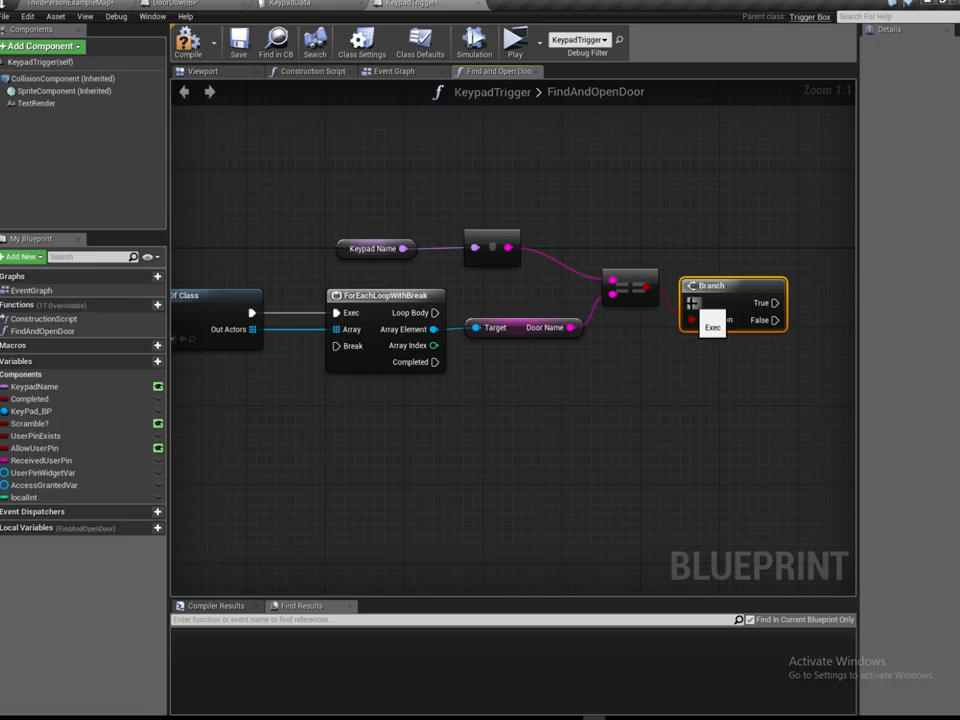 ThirdPersonExampleMap*
DoorDownBP
KeypadData
KeypadTrigger*
File Edit Asset View Debug Window Help
Parent class: Trigger Box
Search For Help
Components
+ Add Component
KeypadTrigger(self)
CollisionComponent (Inherited)
SpriteComponent (Inherited)
TextRender
Compile
Save
Find in CB
Search
Class Settings
Class Defaults
Simulation
Play
KeypadTrigger
Debug Filter
Details
Viewport
Construction Script
Event Graph
Find and Open Doo
KeypadTrigger > FindAndOpenDoor
Zoom 1:1
My Blueprint
Add New
Search
Graphs
EventGraph
Functions (17 Overridable)
ConstructionScript
FindAndOpenDoor
Macros
Variables
Components
KeypadName
Completed
KeyPad_BP
Scramble?
UserPinExists
AllowUserPin
ReceivedUserPin
UserPinWidgetVar
AccessGrantedVar
localInt
Event Dispatchers
Local Variables (FindAndOpenDoor)
Of Class
Out Actors
Keypad Name
ForEachLoopWithBreak
Exec
Loop Body
Array
Array Element
Break
Array Index
Completed
Target
Door Name
==
Branch
True
False
Exec
BLUEPRINT
Compiler Results
Find Results
Enter function or event name to find references...
Find In Current Blueprint Only
Activate Windows
Go to Settings to activate Windows.